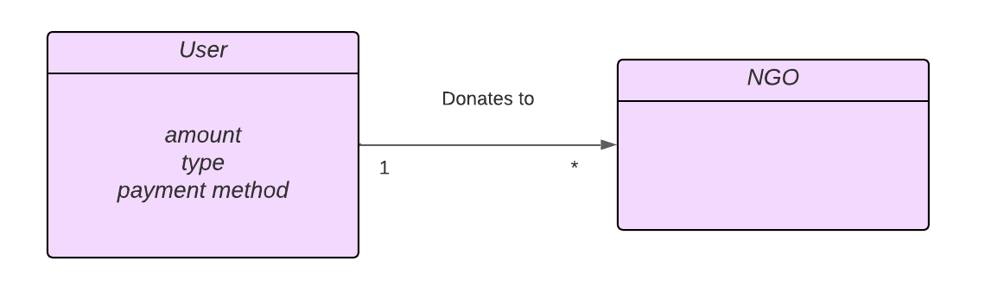 User
amount
type
payment method
Donates to
1
*
NGO